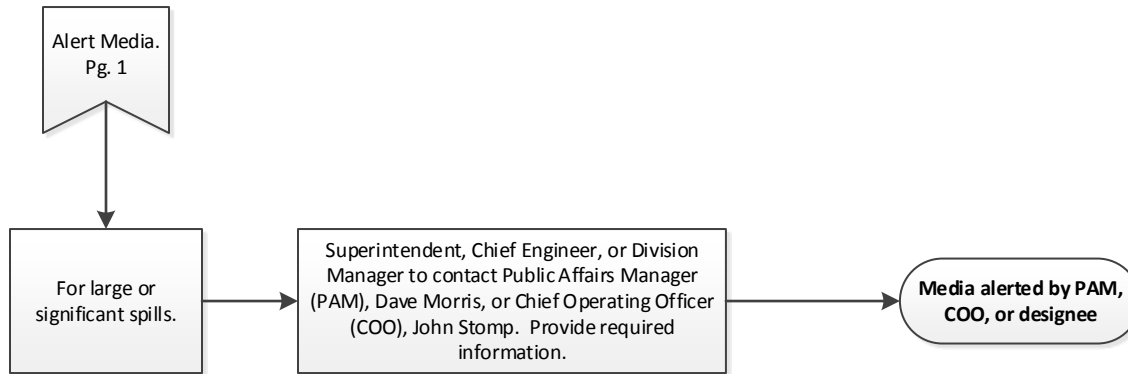 Alert Media.
Pg. 1
For large or
significant spills.
Superintendent, Chief Engineer, or Division
Manager to contact Public Affairs Manager
(PAM), Dave Morris, or Chief Operating Officer
(COO), John Stomp.  Provide required
information.
Media alerted by PAM,
COO, or designee